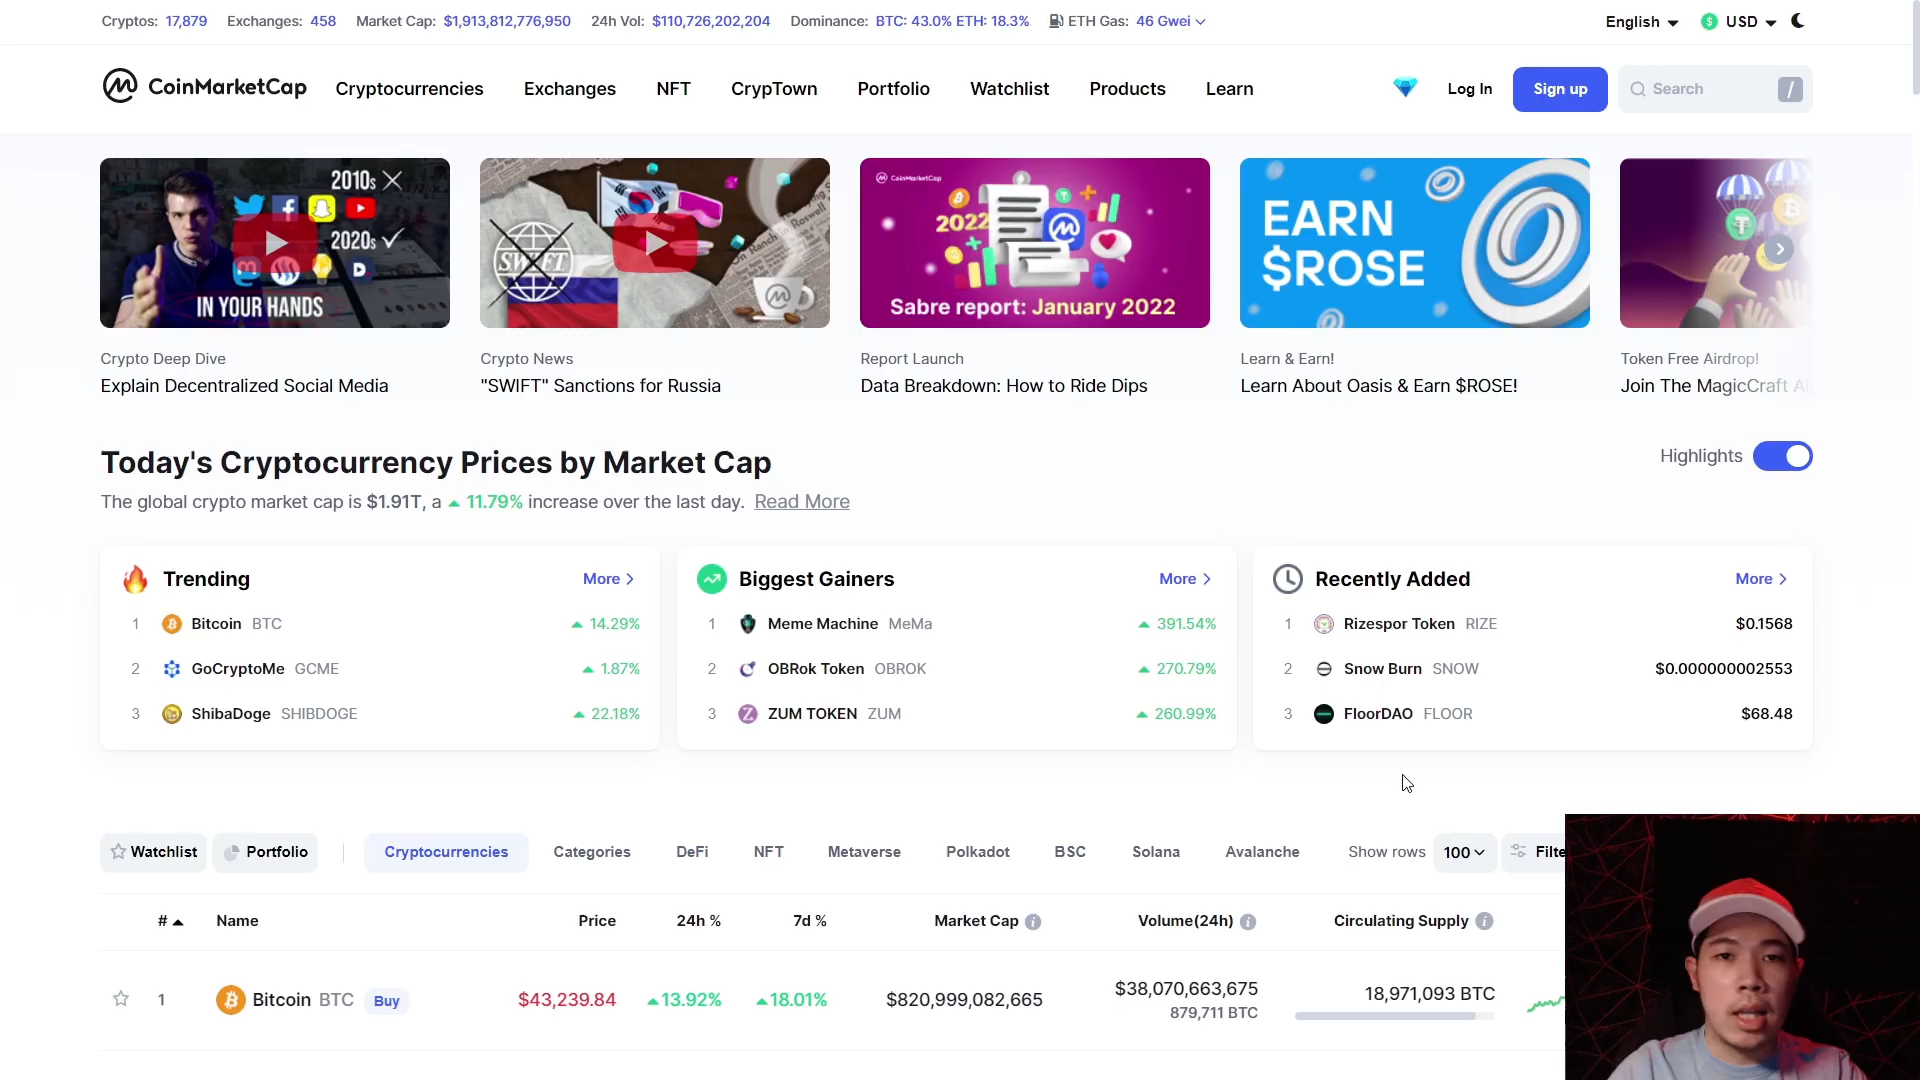 Cryptos: 17,879 Exchanges: 458 Market Cap: $1,913,812,776,950 24h Vol: $110,726,202,204 Dominance: BTC: 43.0% ETH: 18.3% ETH Gas: 46 Gwei English USD
CoinMarketCap Cryptocurrencies Exchanges NFT CrypTown Portfolio Watchlist Products Learn Log In Sign up Search /
2010s
2020s
IN YOUR HANDS
SWIFT
CoinMarketCap
2022
Sabre report: January 2022
EARN
$ROSE
Crypto Deep Dive
Explain Decentralized Social Media
Crypto News
"SWIFT" Sanctions for Russia
Report Launch
Data Breakdown: How to Ride Dips
Learn & Earn!
Learn About Oasis & Earn $ROSE!
Token Free Airdrop!
Join The MagicCraft
Today's Cryptocurrency Prices by Market Cap
Highlights
The global crypto market cap is $1.91T, a 11.79% increase over the last day. Read More
Trending More
1 Bitcoin BTC 14.29%
2 GoCryptoMe GCME 1.87%
3 ShibaDoge SHIBDOGE 22.18%
Biggest Gainers More
1 Meme Machine MeMa 391.54%
2 OBRok Token OBROK 270.79%
3 ZUM TOKEN ZUM 260.99%
Recently Added More
1 Rizespor Token RIZE $0.1568
2 Snow Burn SNOW $0.000000002553
3 FloorDAO FLOOR $68.48
Watchlist Portfolio Cryptocurrencies Categories DeFi NFT Metaverse Polkadot BSC Solana Avalanche Show rows 100 Filte
# Name Price 24h % 7d % Market Cap Volume(24h) Circulating Supply
1 Bitcoin BTC Buy $43,239.84 13.92% 18.01% $820,999,082,665 $38,070,663,675 18,971,093 BTC
879,711 BTC